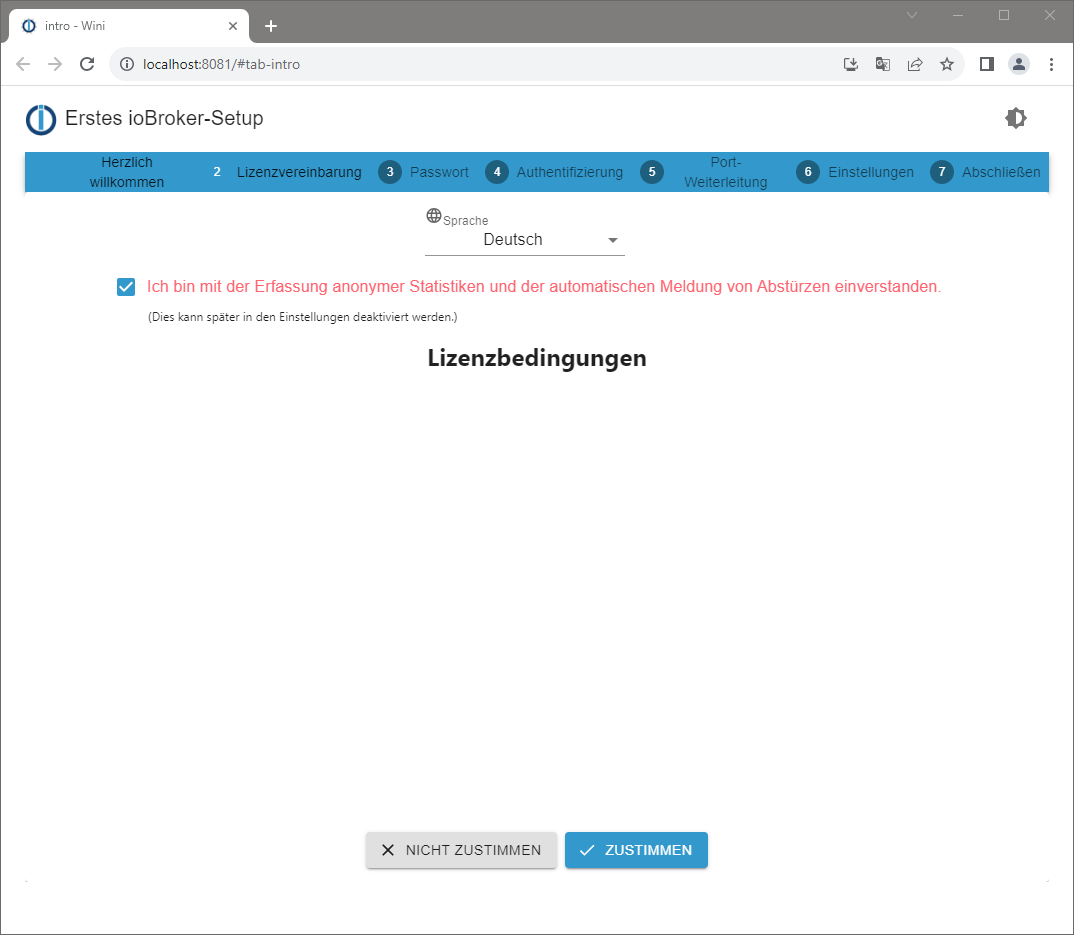 intro - Wini
localhost:8081/#tab-intro
Erstes ioBroker-Setup
Herzlich willkommen
2 Lizenzvereinbarung
3 Passwort
4 Authentifizierung
5 Port-Weiterleitung
6 Einstellungen
7 Abschließen
Sprache
Deutsch
Ich bin mit der Erfassung anonymer Statistiken und der automatischen Meldung von Abstürzen einverstanden.
(Dies kann später in den Einstellungen deaktiviert werden.)
Lizenzbedingungen
NICHT ZUSTIMMEN
ZUSTIMMEN